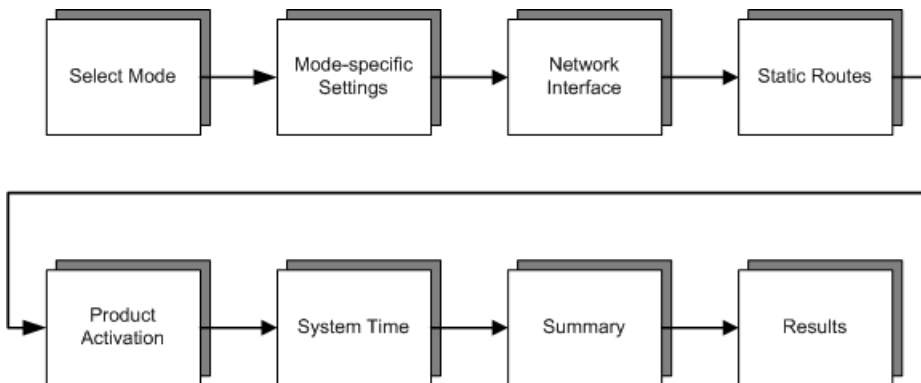 Select Mode
Mode-specific
Settings
Network
Interface
Static Routes
Product
Activation
System Time
Summary
Results